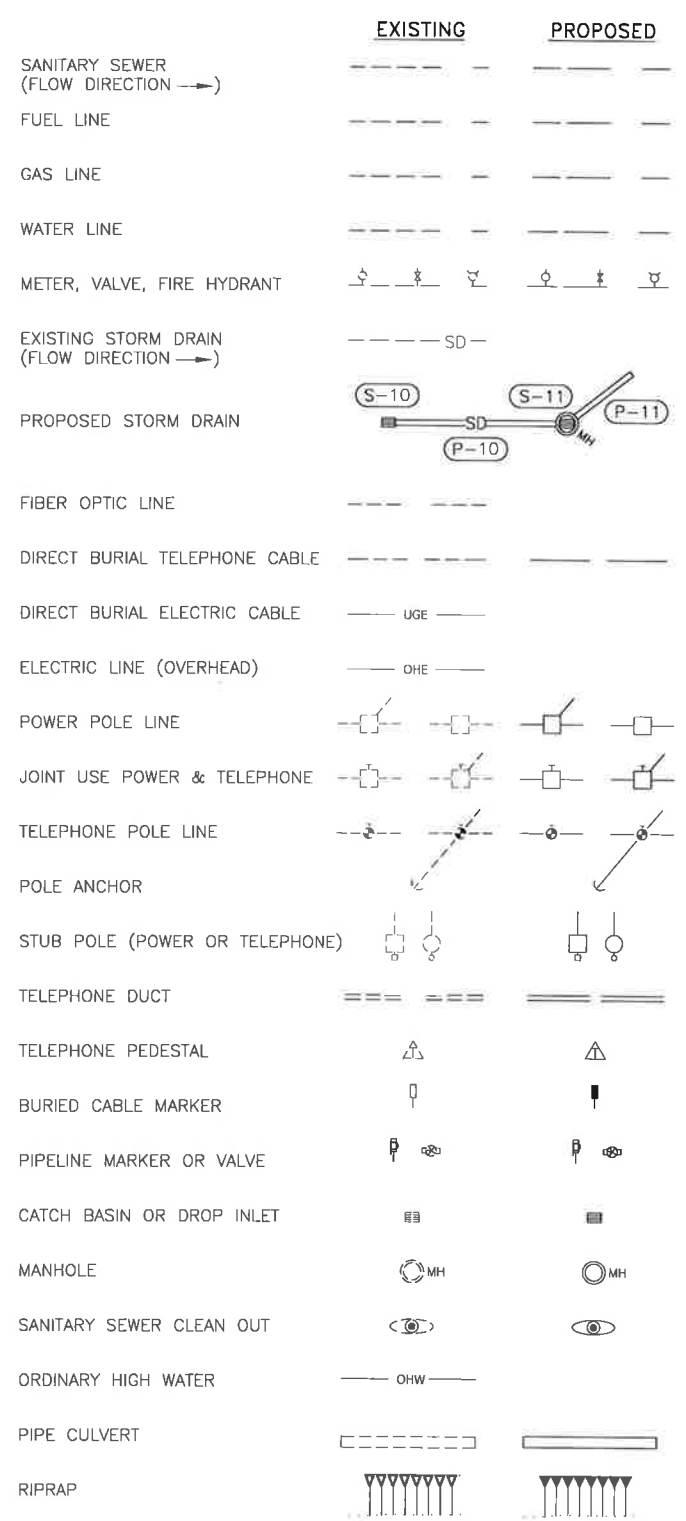 EXISTING PROPOSED
SANITARY SEWER
(FLOW DIRECTION →)
FUEL LINE
GAS LINE
WATER LINE
METER, VALVE, FIRE HYDRANT
EXISTING STORM DRAIN
(FLOW DIRECTION →)
SD
PROPOSED STORM DRAIN
S-10
S-11
P-11
SD
MH
P-10
FIBER OPTIC LINE
DIRECT BURIAL TELEPHONE CABLE
DIRECT BURIAL ELECTRIC CABLE UGE
ELECTRIC LINE (OVERHEAD) OHE
POWER POLE LINE
JOINT USE POWER & TELEPHONE
TELEPHONE POLE LINE
POLE ANCHOR
STUB POLE (POWER OR TELEPHONE)
TELEPHONE DUCT
TELEPHONE PEDESTAL
BURIED CABLE MARKER
PIPELINE MARKER OR VALVE
CATCH BASIN OR DROP INLET
MANHOLE MH MH
SANITARY SEWER CLEAN OUT
ORDINARY HIGH WATER OHW
PIPE CULVERT
RIPRAP